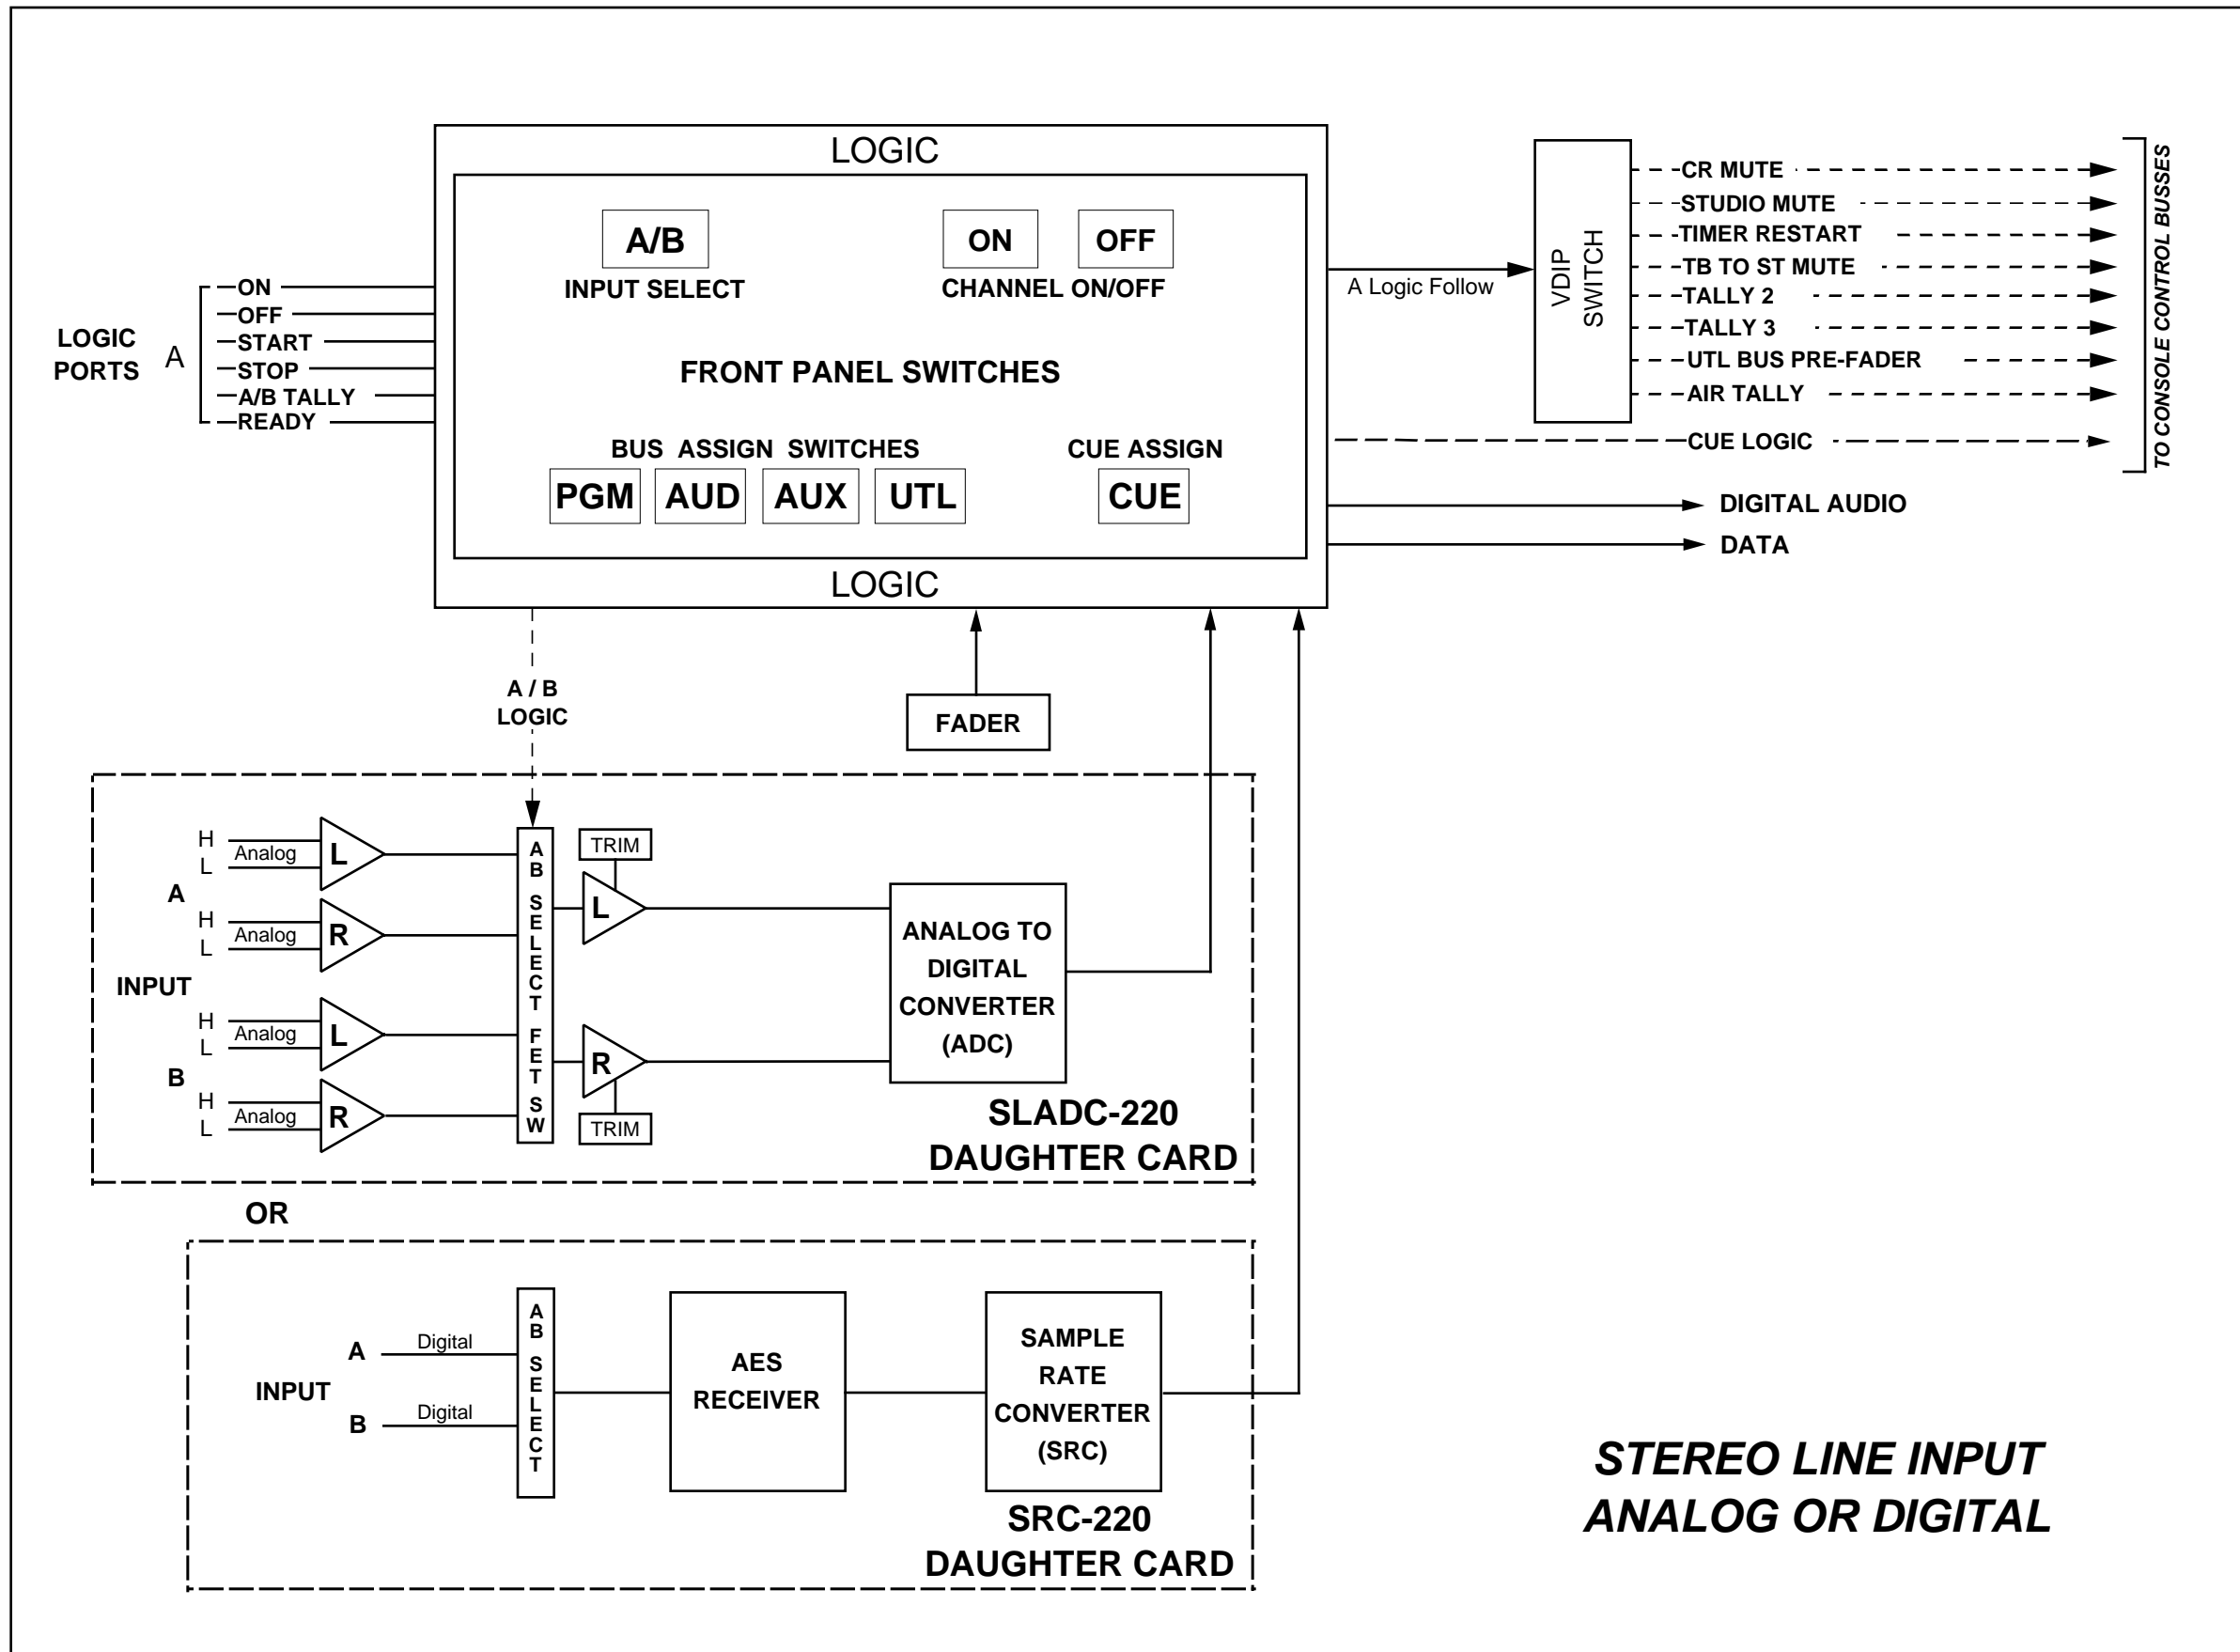 LOGIC
A/B
INPUT SELECT
ON
OFF
CHANNEL ON/OFF
FRONT PANEL SWITCHES
BUS ASSIGN SWITCHES
PGM
AUD
AUX
UTL
CUE ASSIGN
CUE
LOGIC
LOGIC
PORTS
A
ON
OFF
START
STOP
A/B TALLY
READY
A Logic Follow
VDIP
SWITCH
CR MUTE
STUDIO MUTE
TIMER RESTART
TB TO ST MUTE
TALLY 2
TALLY 3
UTL BUS PRE-FADER
AIR TALLY
CUE LOGIC
TO CONSOLE CONTROL BUSSES
DIGITAL AUDIO
DATA
A / B
LOGIC
FADER
INPUT
A
H
Analog
L
L
H
Analog
L
R
B
H
Analog
L
L
H
Analog
L
R
AB SELECT FET SW
TRIM
L
R
TRIM
ANALOG TO
DIGITAL
CONVERTER
(ADC)
SLADC-220
DAUGHTER CARD
OR
INPUT
A
Digital
B
Digital
AB SELECT
AES
RECEIVER
SAMPLE
RATE
CONVERTER
(SRC)
SRC-220
DAUGHTER CARD
STEREO LINE INPUT
ANALOG OR DIGITAL